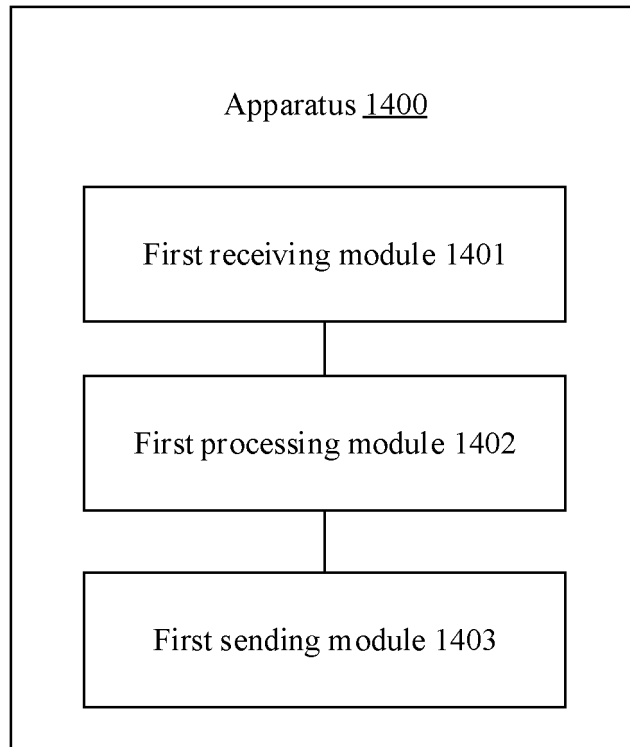 Apparatus 1400
First receiving module 1401
First processing module 1402
First sending module 1403